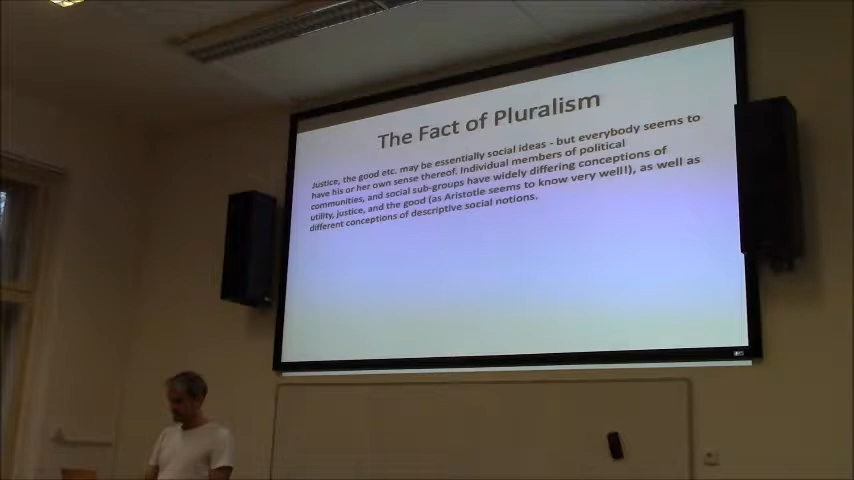 The Fact of Pluralism
Justice, the good etc. may be essentially social ideas - but everybody seems to
have his or her own sense thereof. Individual members of political
communities, and social sub-groups have widely differing conceptions of
utility, justice, and the good (as Aristotle seems to know very well!), as well as
different conceptions of descriptive social notions.